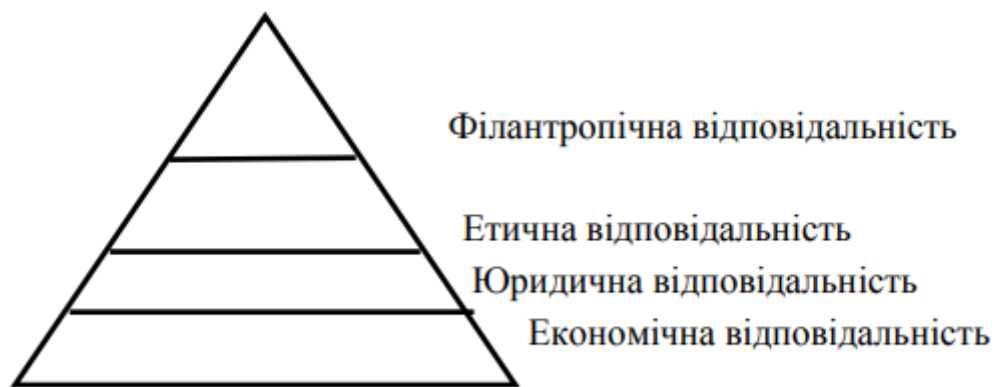 Філантропічна відповідальність
Етична відповідальність
Юридична відповідальність
Економічна відповідальність